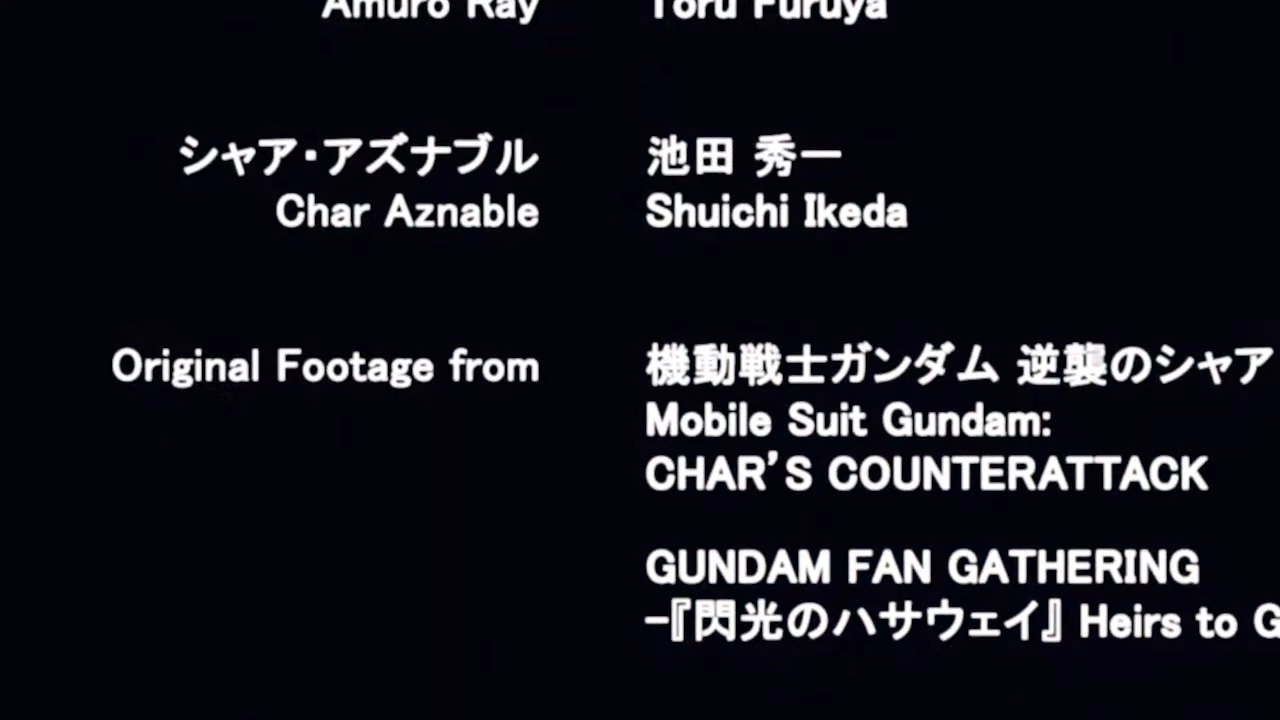 Amuro Ray Toru Furuya
シャア・アズナブル 池田 秀一
Char Aznable Shuichi Ikeda
Original Footage from 機動戦士ガンダム 逆襲のシャア
Mobile Suit Gundam:
CHAR'S COUNTERATTACK
GUNDAM FAN GATHERING
-『閃光のハサウェイ』 Heirs to G